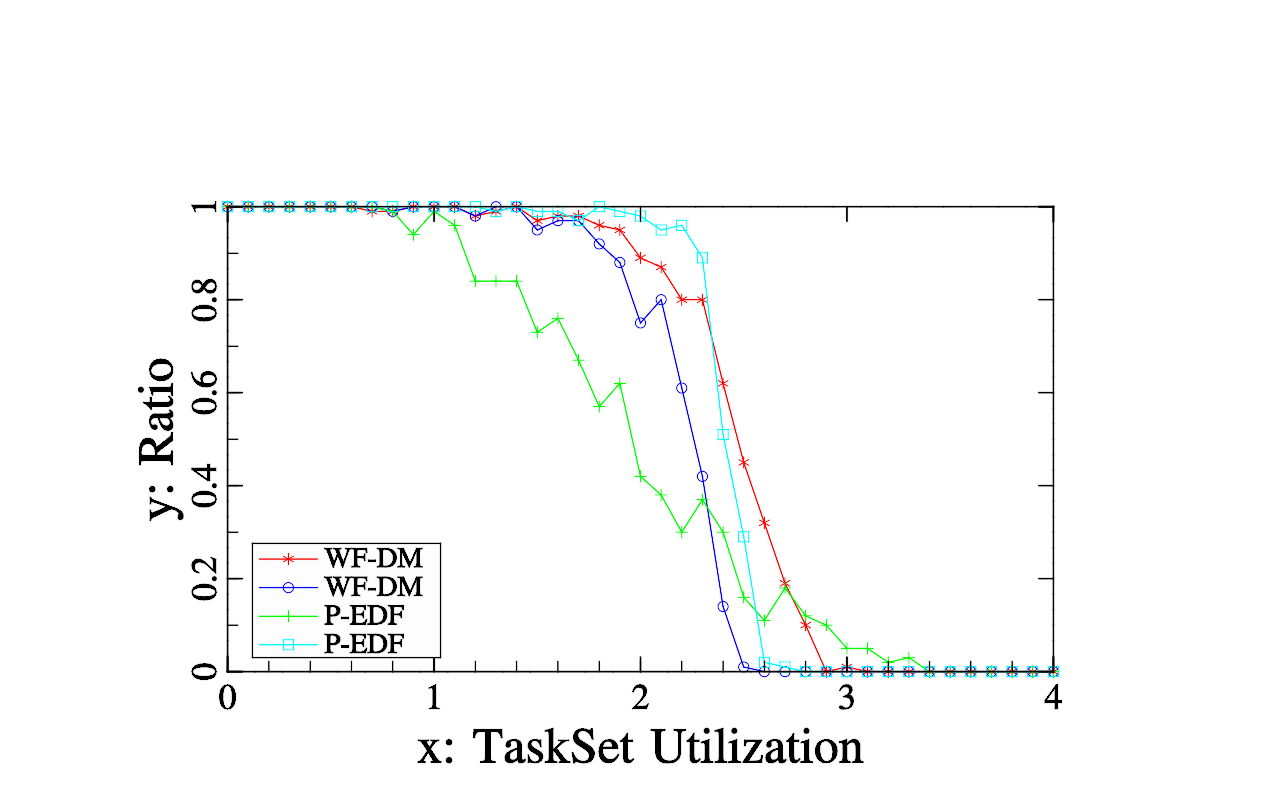 1
0.8
0.6
0.4
0.2
0
y: Ratio
WF-DM
WF-DM
P-EDF
P-EDF
0 1 2 3 4
x: TaskSet Utilization